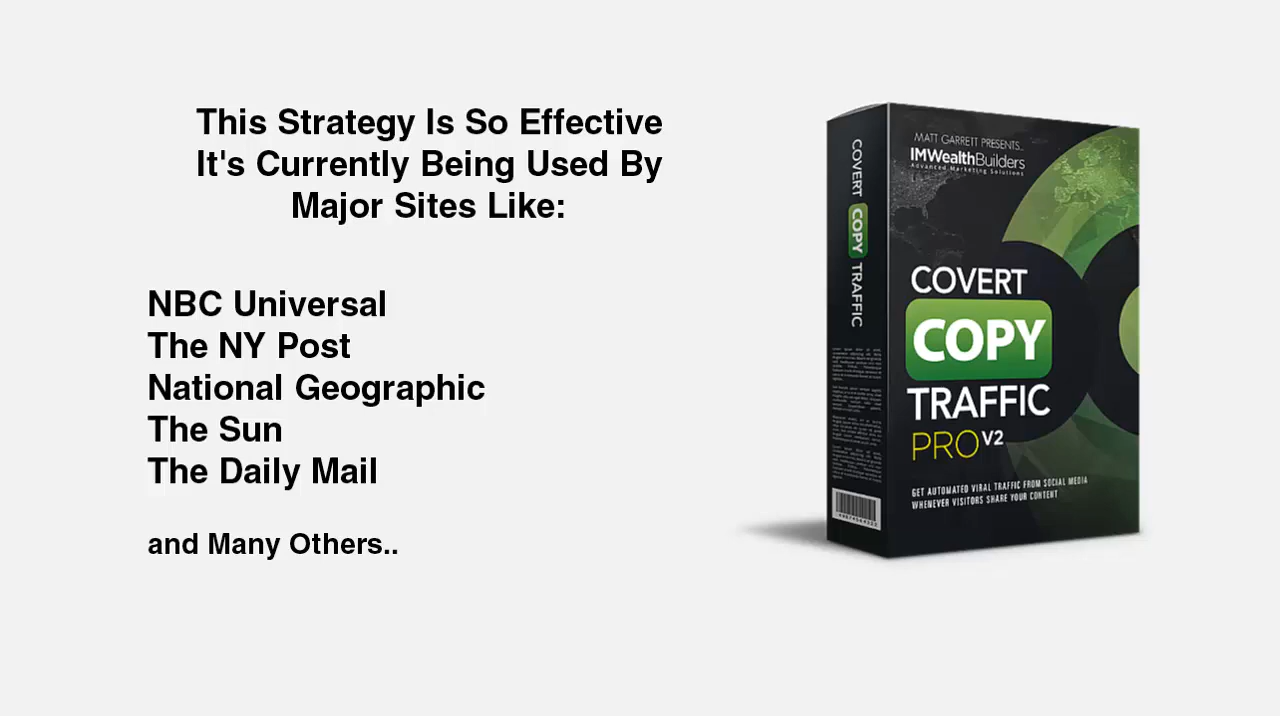 This Strategy Is So Effective
It's Currently Being Used By
Major Sites Like:
NBC Universal
The NY Post
National Geographic
The Sun
The Daily Mail
and Many Others..
COVERT COPY TRAFFIC
MATT GARRETT PRESENTS...
IMWealthBuilders
Advanced Marketing Solutions
COVERT
COPY
TRAFFIC
PRO V2
GET AUTOMATED VIRAL TRAFFIC FROM SOCIAL MEDIA
WHENEVER VISITORS SHARE YOUR CONTENT